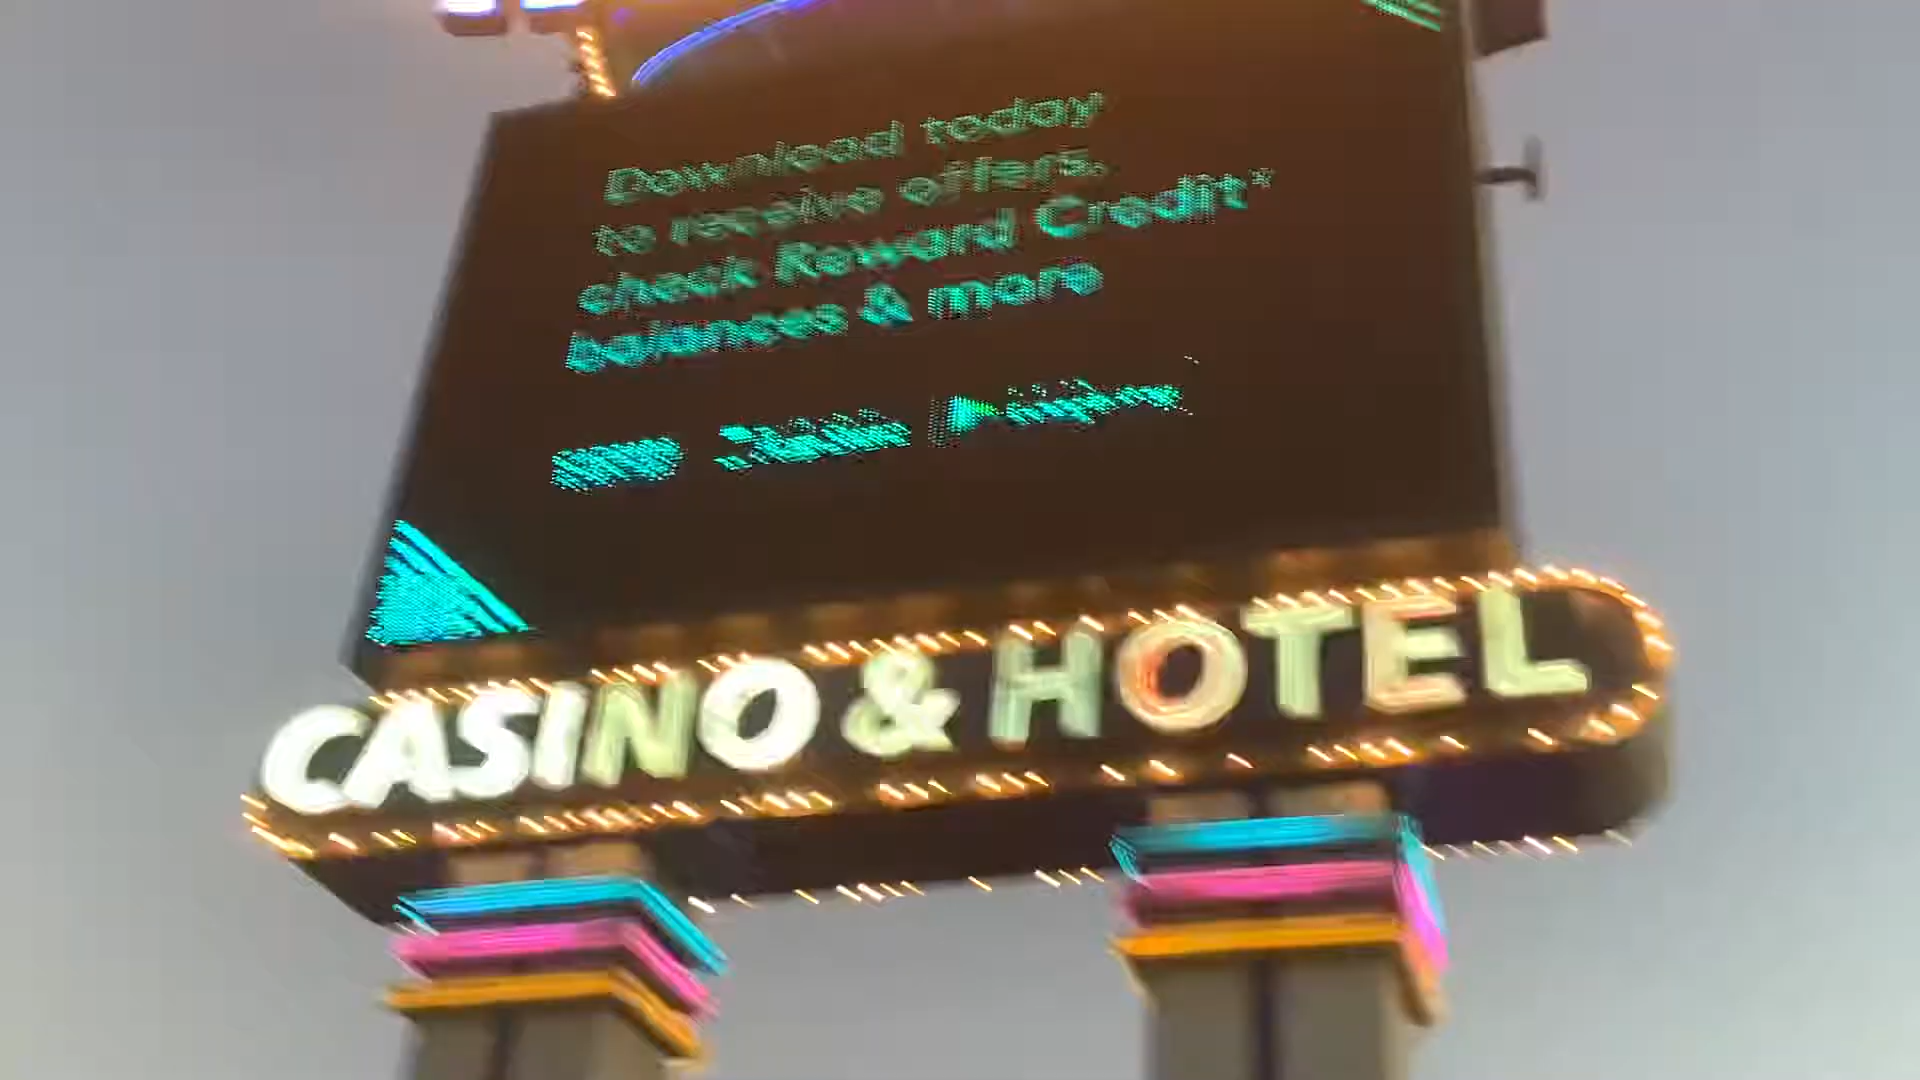 Download today
to receive offers,
check Reward Credit*
balances & more
CASINO & HOTEL